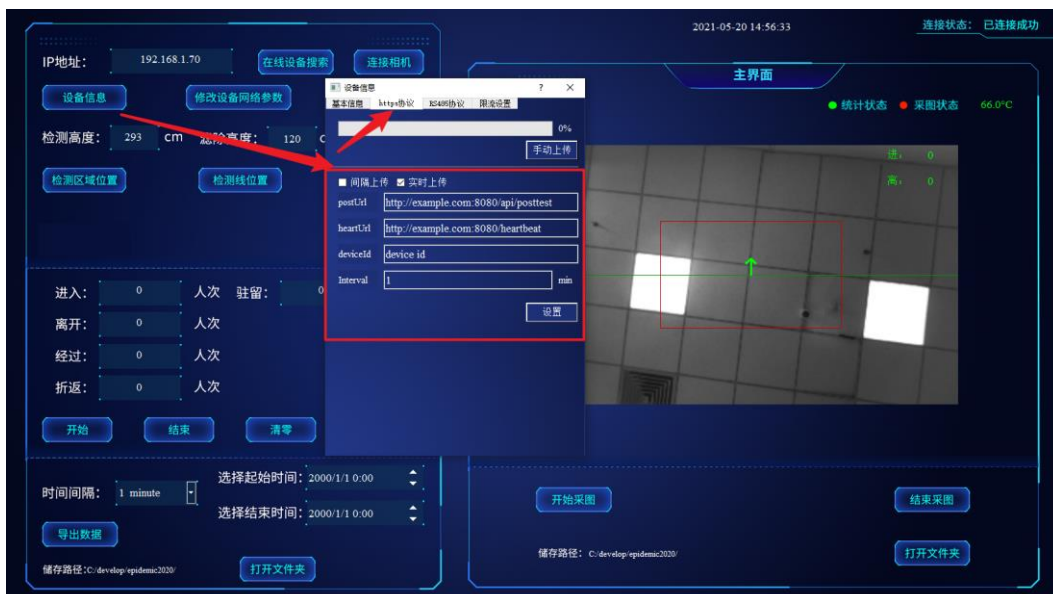 2021-05-20 14:56:33
连接状态： 已连接成功
IP地址： 192.168.1.70 在线设备搜索 连接相机
设备信息 修改设备网络参数
检测高度： 293 cm 滤除高度： 120 c
检测区域位置 检测线位置
进入： 0 人次 驻留： 0
离开： 0 人次
经过： 0 人次
折返： 0 人次
开始 结束 清零
时间间隔： 1 minute
选择起始时间： 2000/1/1 0:00
选择结束时间： 2000/1/1 0:00
导出数据
储存路径：C:/develop/epidemic2020/ 打开文件夹
设备信息 ? ×
基本信息 https协议 RS485协议 限流设置
0%
手动上传
间隔上传 实时上传
postUrl http://example.com:8080/api/posttest
heartUrl http://example.com:8080/heartbeat
deviceId device id
Interval 1 min
设置
主界面
统计状态 采图状态 66.0°C
进： 0
离： 0
开始采图 结束采图
储存路径： C:/develop/epidemic2020/ 打开文件夹